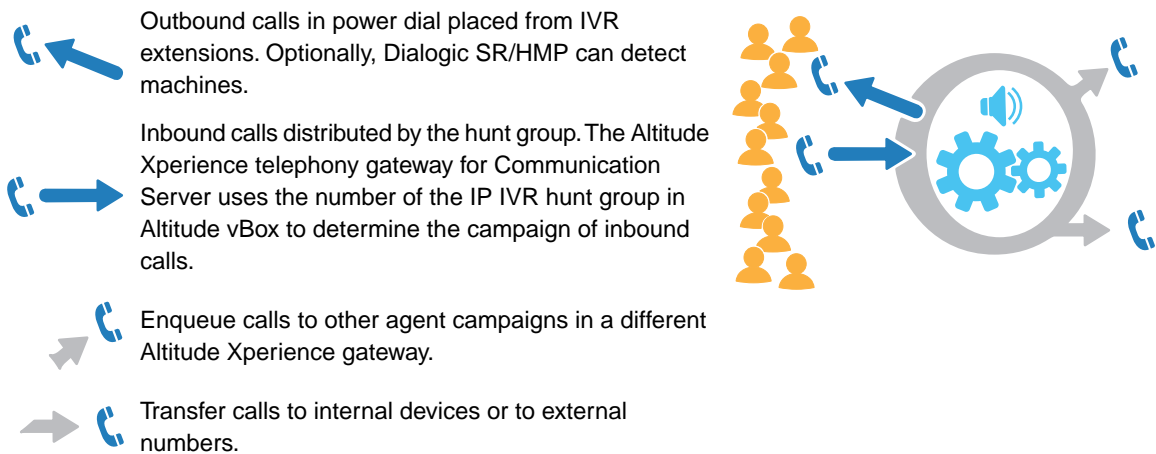 Outbound calls in power dial placed from IVR
extensions. Optionally, Dialogic SR/HMP can detect
machines.
Inbound calls distributed by the hunt group. The Altitude
Xperience telephony gateway for Communication
Server uses the number of the IP IVR hunt group in
Altitude vBox to determine the campaign of inbound
calls.
Enqueue calls to other agent campaigns in a different
Altitude Xperience gateway.
Transfer calls to internal devices or to external
numbers.